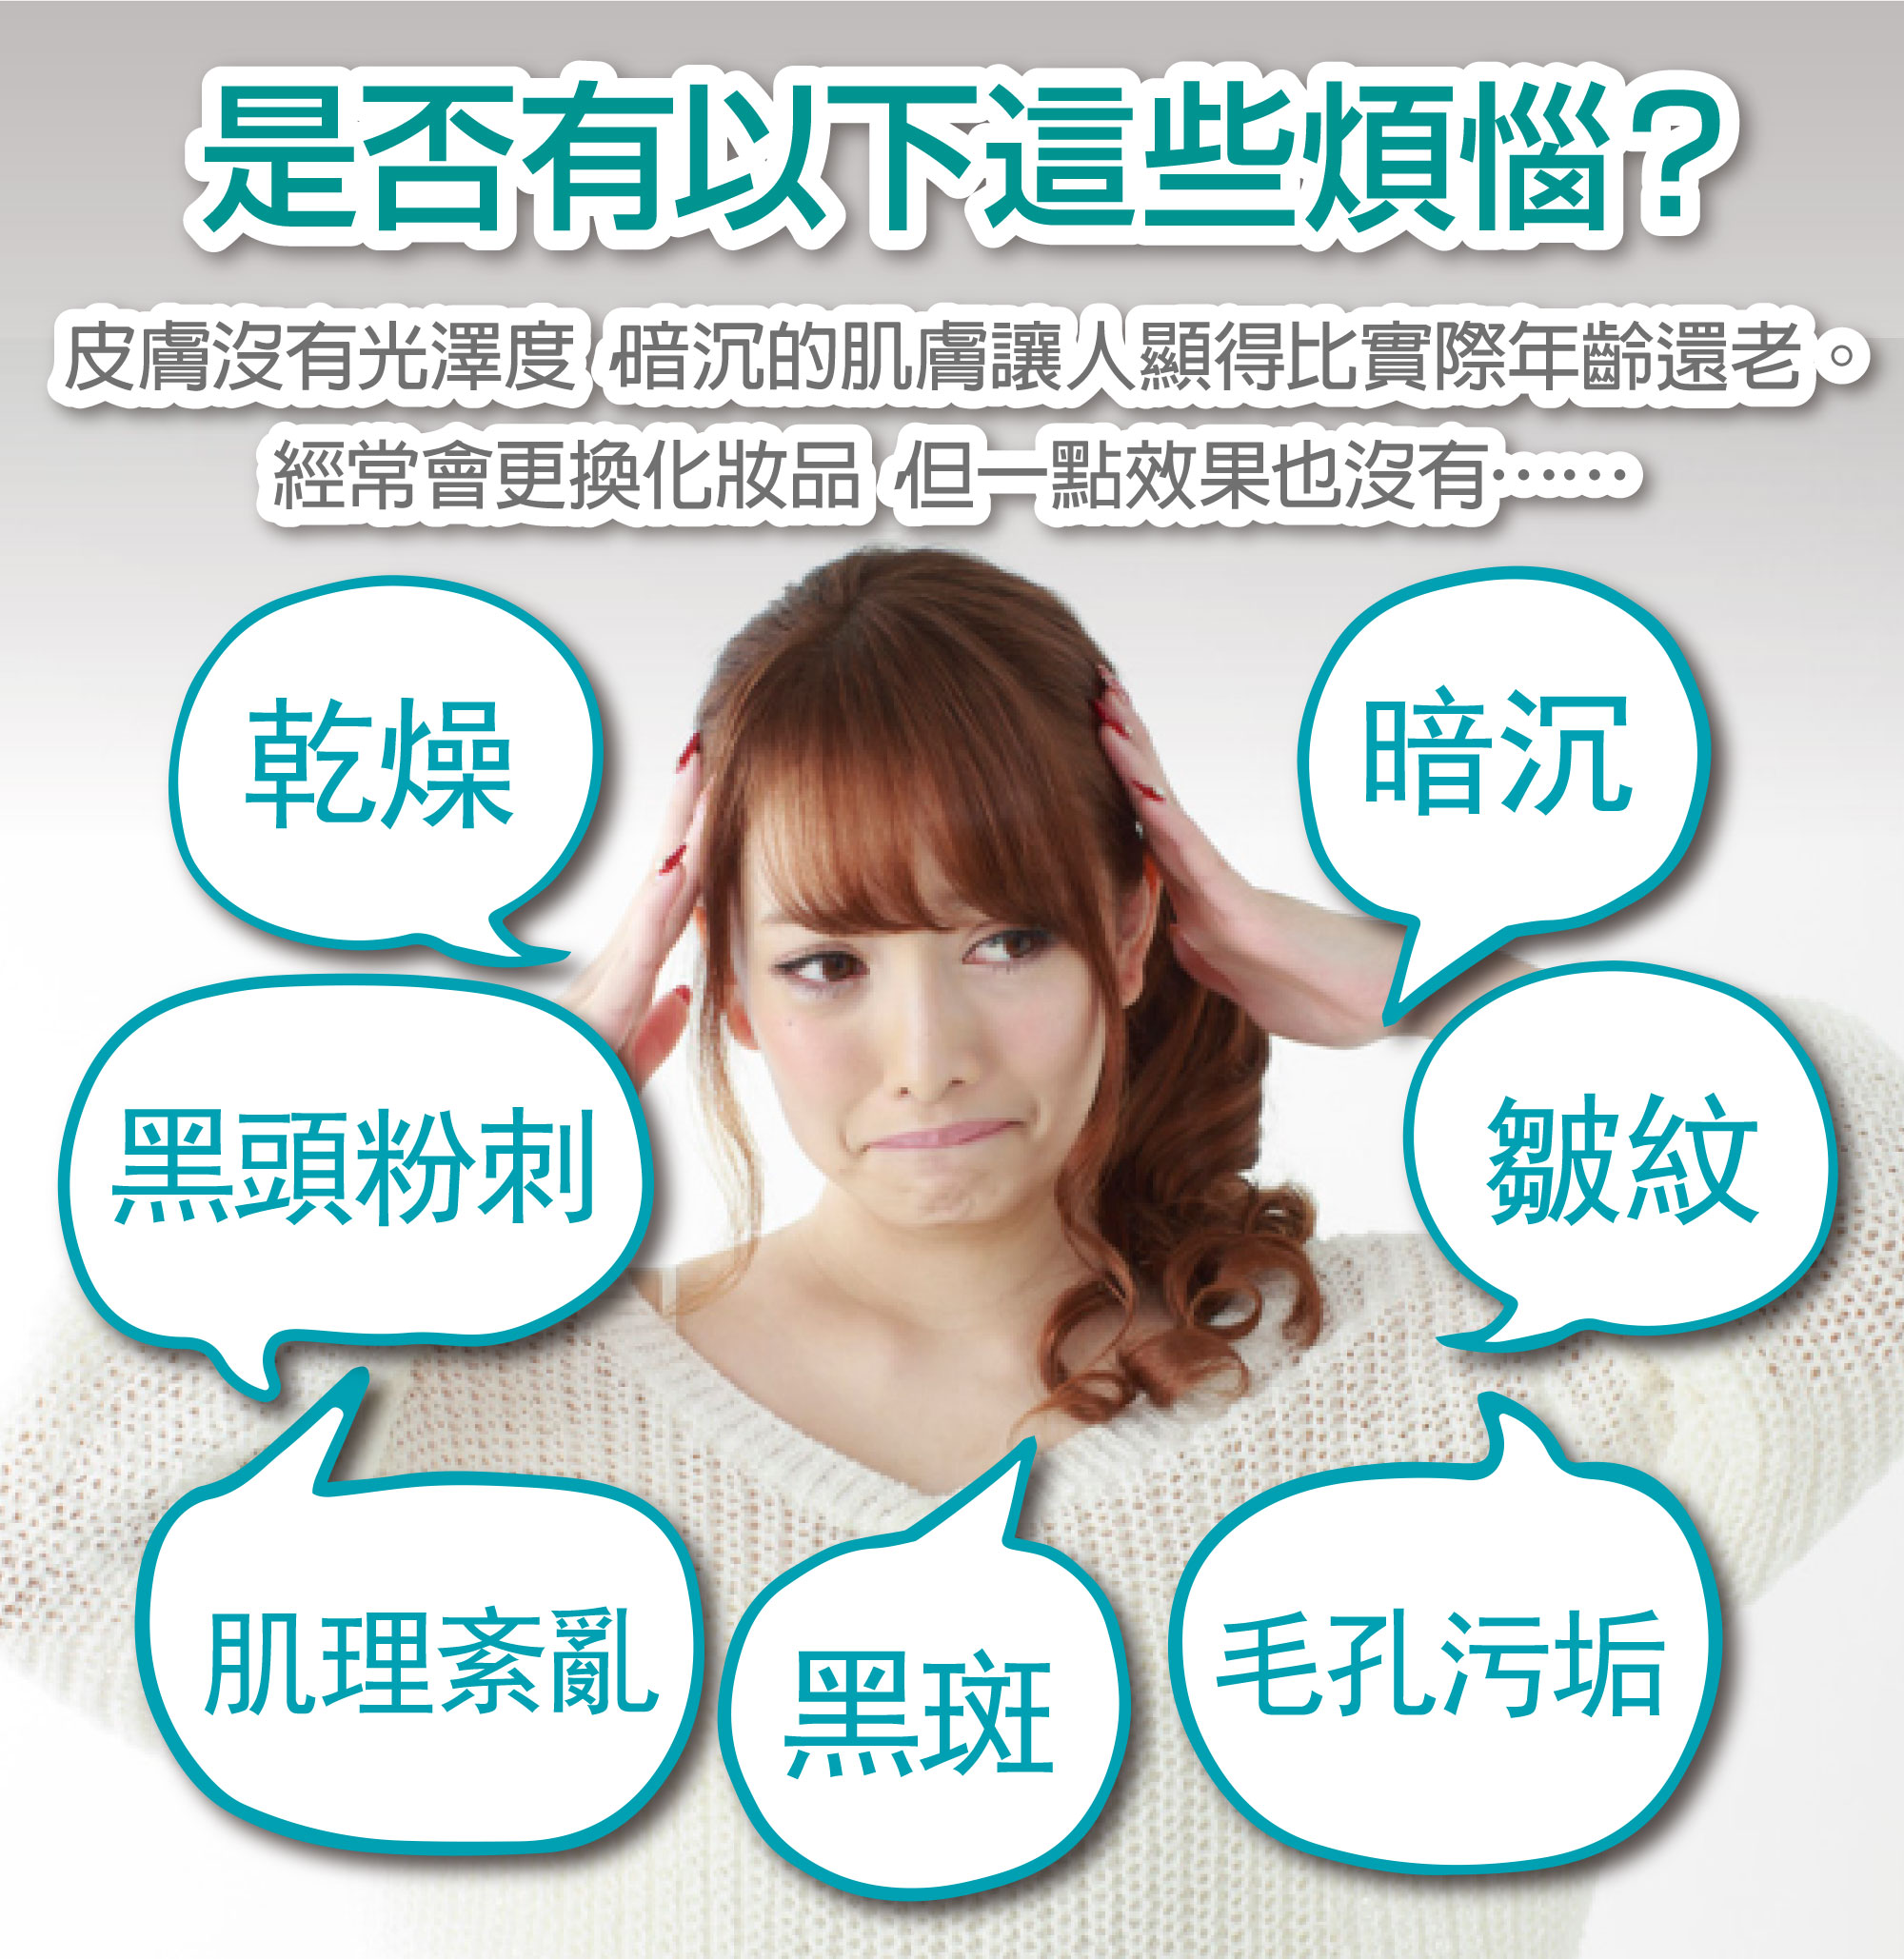 是否有以下這些煩惱?
皮膚沒有光澤度 暗沉的肌膚讓人顯得比實際年齡還老。
經常會更換化妝品 但一點效果也沒有……
乾燥
暗沉
黑頭粉刺
皺紋
肌理紊亂
黑斑
毛孔污垢